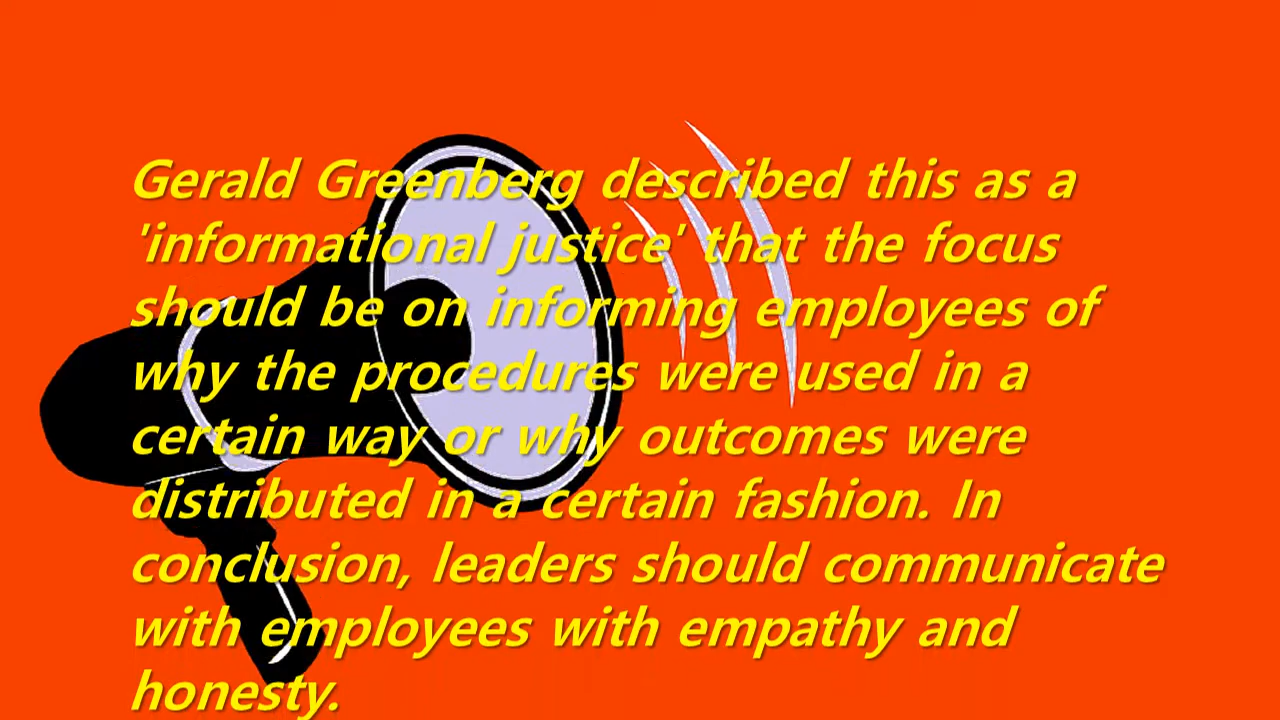 Gerald Greenberg described this as a
'informational justice' that the focus
should be on informing employees of
why the procedures were used in a
certain way or why outcomes were
distributed in a certain fashion. In
conclusion, leaders should communicate
with employees with empathy and
honesty.